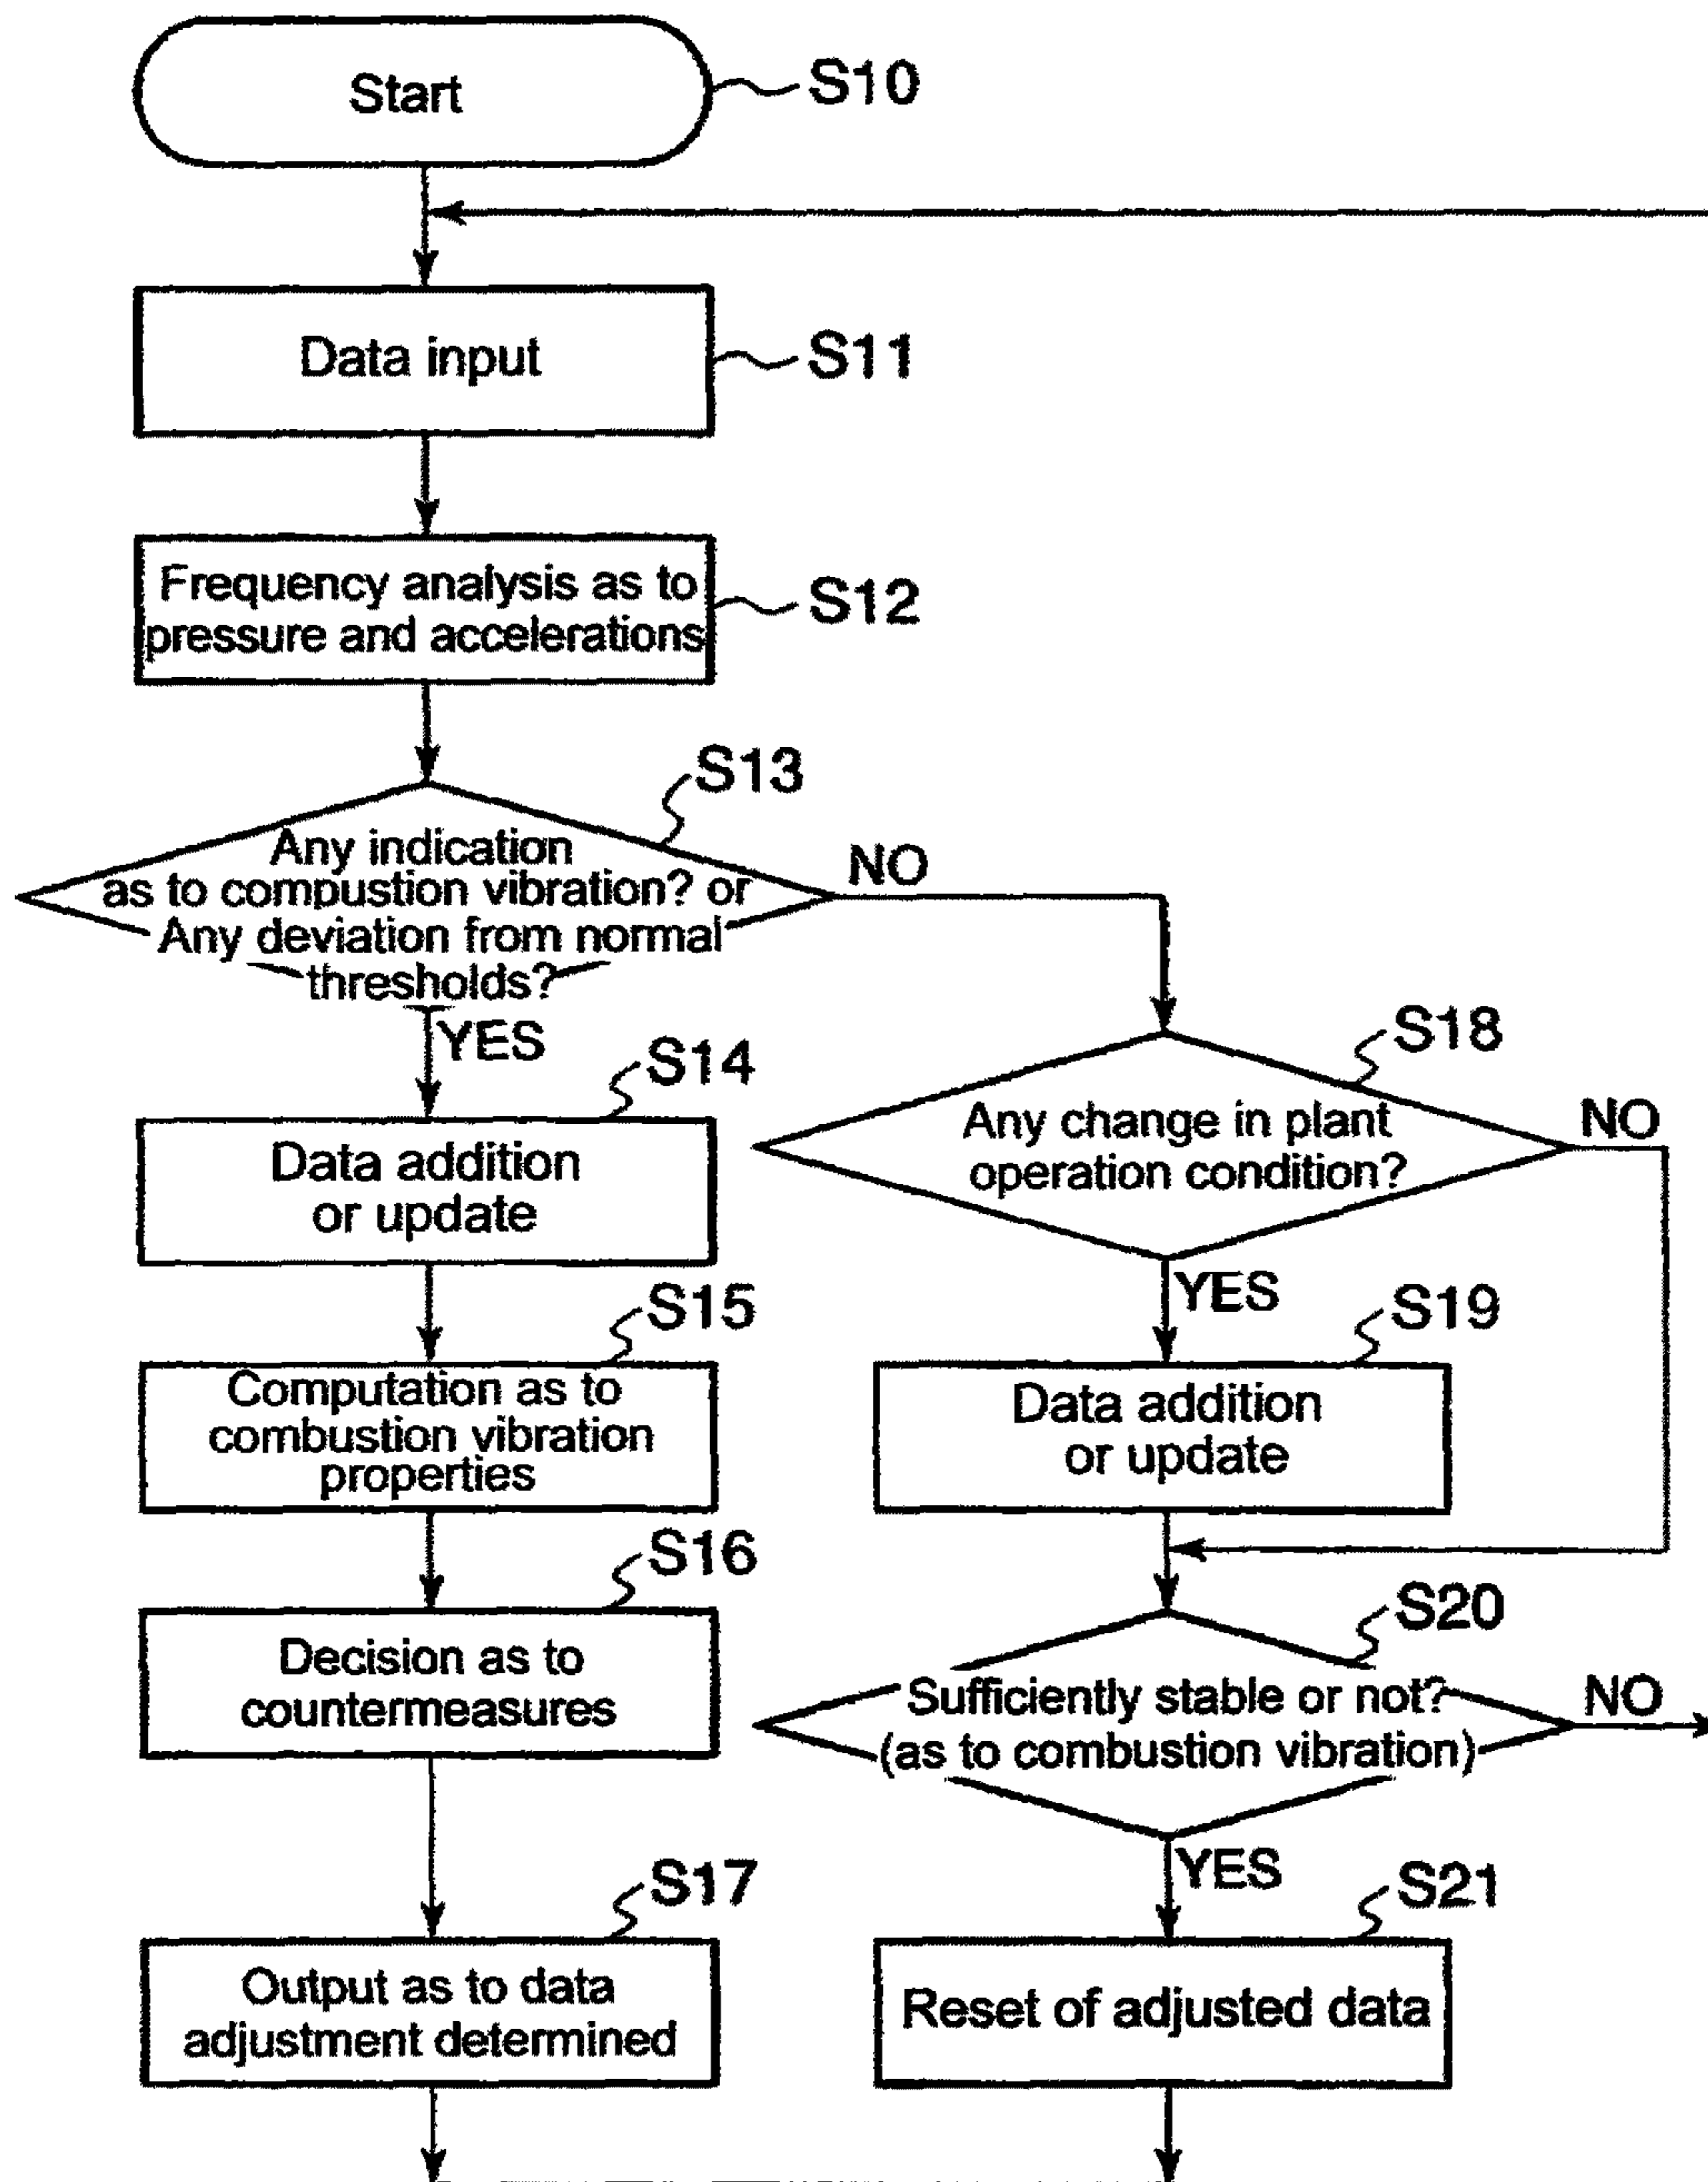 Start
S10
Data input
S11
Frequency analysis as to
pressure and accelerations
S12
S13
Any indication
as to compustion vibration? or
Any deviation from normal
thresholds?
NO
YES
S14
Data addition
or update
S15
Computation as to
combustion vibration
properties
S16
Decision as to
countermeasures
S17
Output as to data
adjustment determined
S18
Any change in plant
operation condition?
NO
YES
S19
Data addition
or update
S20
Sufficiently stable or not?
(as to combustion vibration)
NO
YES
S21
Reset of adjusted data